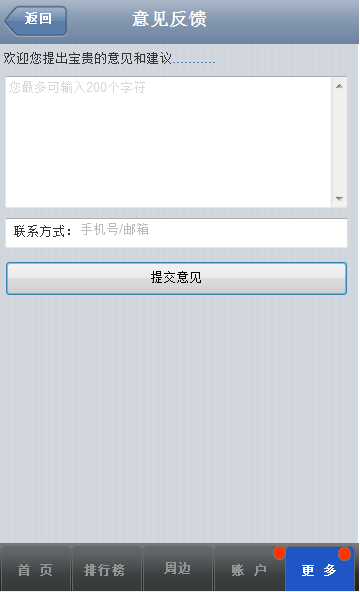 返回 意见反馈
欢迎您提出宝贵的意见和建议...........
您最多可输入200个字符
联系方式： 手机号/邮箱
提交意见
首 页 排行榜 周边 账 户 更 多